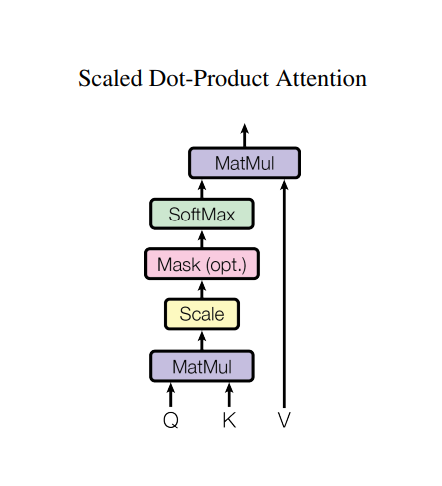 Scaled Dot-Product Attention
MatMul
SoftMax
Mask (opt.)
Scale
MatMul
Q K V